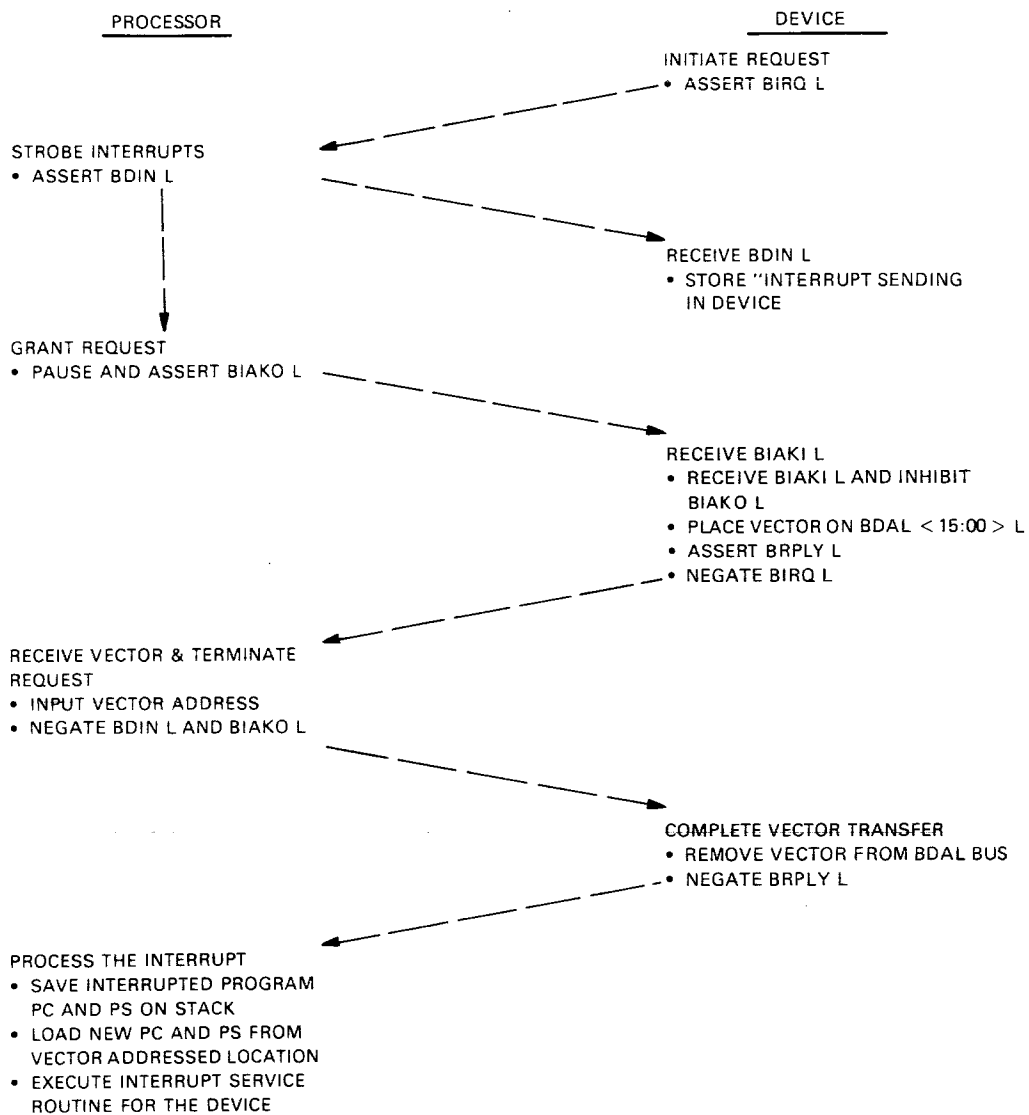 PROCESSOR
DEVICE
INITIATE REQUEST
• ASSERT BIRQ L
STROBE INTERRUPTS
• ASSERT BDIN L
RECEIVE BDIN L
• STORE "INTERRUPT SENDING
IN DEVICE
GRANT REQUEST
• PAUSE AND ASSERT BIAKO L
RECEIVE BIAKI L
• RECEIVE BIAKI L AND INHIBIT
BIAKO L
• PLACE VECTOR ON BDAL < 15:00 > L
• ASSERT BRPLY L
• NEGATE BIRQ L
RECEIVE VECTOR & TERMINATE
REQUEST
• INPUT VECTOR ADDRESS
• NEGATE BDIN L AND BIAKO L
COMPLETE VECTOR TRANSFER
• REMOVE VECTOR FROM BDAL BUS
• NEGATE BRPLY L
PROCESS THE INTERRUPT
• SAVE INTERRUPTED PROGRAM
PC AND PS ON STACK
• LOAD NEW PC AND PS FROM
VECTOR ADDRESSED LOCATION
• EXECUTE INTERRUPT SERVICE
ROUTINE FOR THE DEVICE